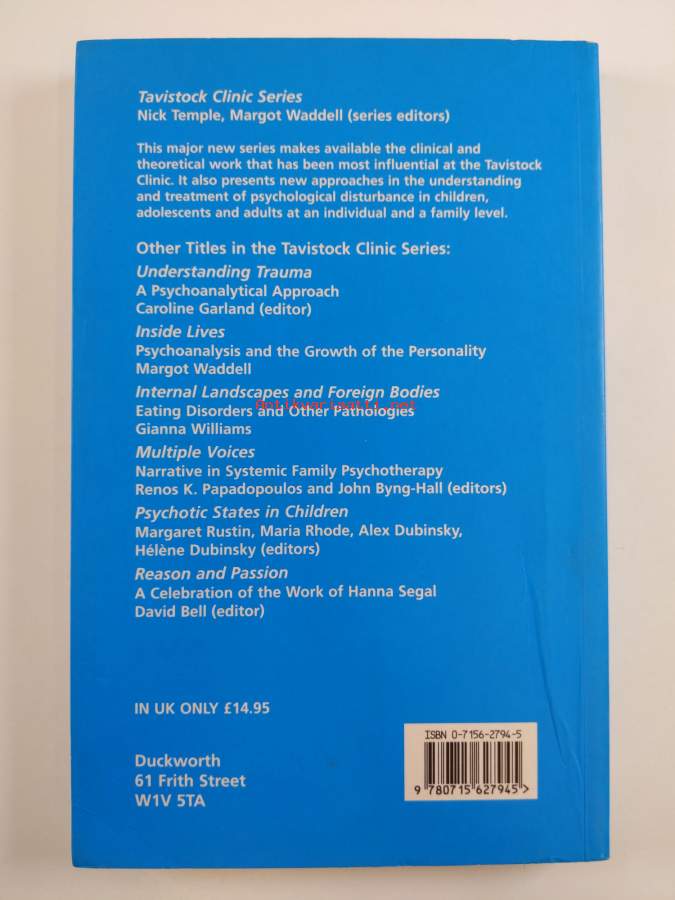 Tavistock Clinic Series
Nick Temple, Margot Waddell (series editors)
This major new series makes available the clinical and
theoretical work that has been most influential at the Tavistock
Clinic. It also presents new approaches in the understanding
and treatment of psychological disturbance in children,
adolescents and adults at an individual and a family level.
Other Titles in the Tavistock Clinic Series:
Understanding Trauma
A Psychoanalytical Approach
Caroline Garland (editor)
Inside Lives
Psychoanalysis and the Growth of the Personality
Margot Waddell
Internal Landscapes and Foreign Bodies
Antikvariaatti.net
Eating Disorders and Other Pathologies
Gianna Williams
Multiple Voices
Narrative in Systemic Family Psychotherapy
Renos K. Papadopoulos and John Byng-Hall (editors)
Psychotic States in Children
Margaret Rustin, Maria Rhode, Alex Dubinsky,
Hélène Dubinsky (editors)
Reason and Passion
A Celebration of the Work of Hanna Segal
David Bell (editor)
IN UK ONLY £14.95
ISBN 0-7156-2794-5
9 780715 627945 >
Duckworth
61 Frith Street
W1V 5TA